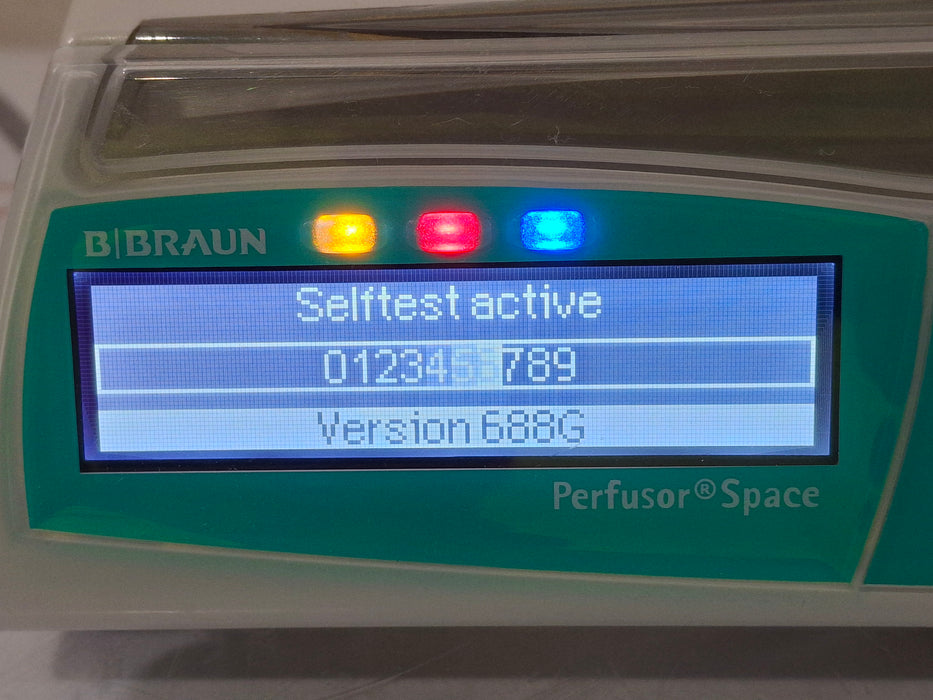 B|BRAUN
Selftest active
0123456789
Version 688G
Perfusor® Space